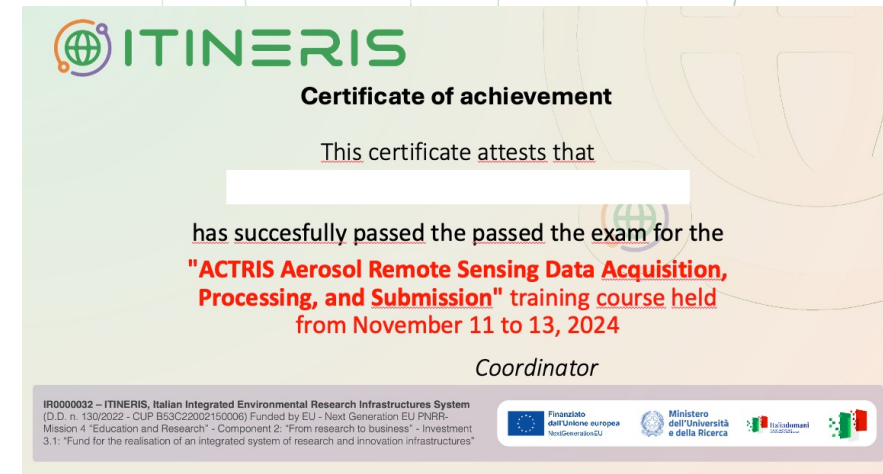 ITINERIS
Certificate of achievement
This certificate attests that
has succesfully passed the passed the exam for the
"ACTRIS Aerosol Remote Sensing Data Acquisition,
Processing, and Submission" training course held
from November 11 to 13, 2024
Coordinator
IR0000032 – ITINERIS, Italian Integrated Environmental Research Infrastructures System
(D.D. n. 130/2022 - CUP B53C22002150006) Funded by EU - Next Generation EU PNRR-
Mission 4 "Education and Research" - Component 2: "From research to business" - Investment
3.1: "Fund for the realisation of an integrated system of research and innovation infrastructures"
Finanziato
dall'Unione europea
NextGenerationEU
Ministero
dell'Università
e della Ricerca
Italiadomani